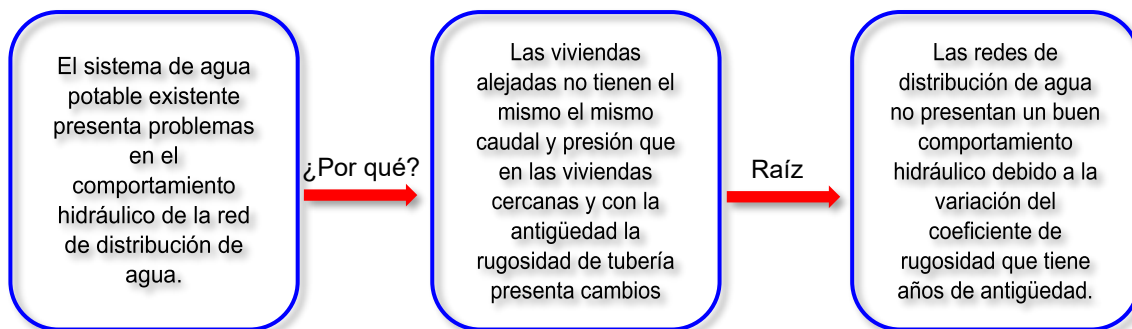 El sistema de agua
potable existente
presenta problemas
en el
comportamiento
hidráulico de la red
de distribución de
agua.
¿Por qué?
Las viviendas
alejadas no tienen el
mismo el mismo
caudal y presión que
en las viviendas
cercanas y con la
antigüedad la
rugosidad de tubería
presenta cambios
Raíz
Las redes de
distribución de agua
no presentan un buen
comportamiento
hidráulico debido a la
variación del
coeficiente de
rugosidad que tiene
años de antigüedad.